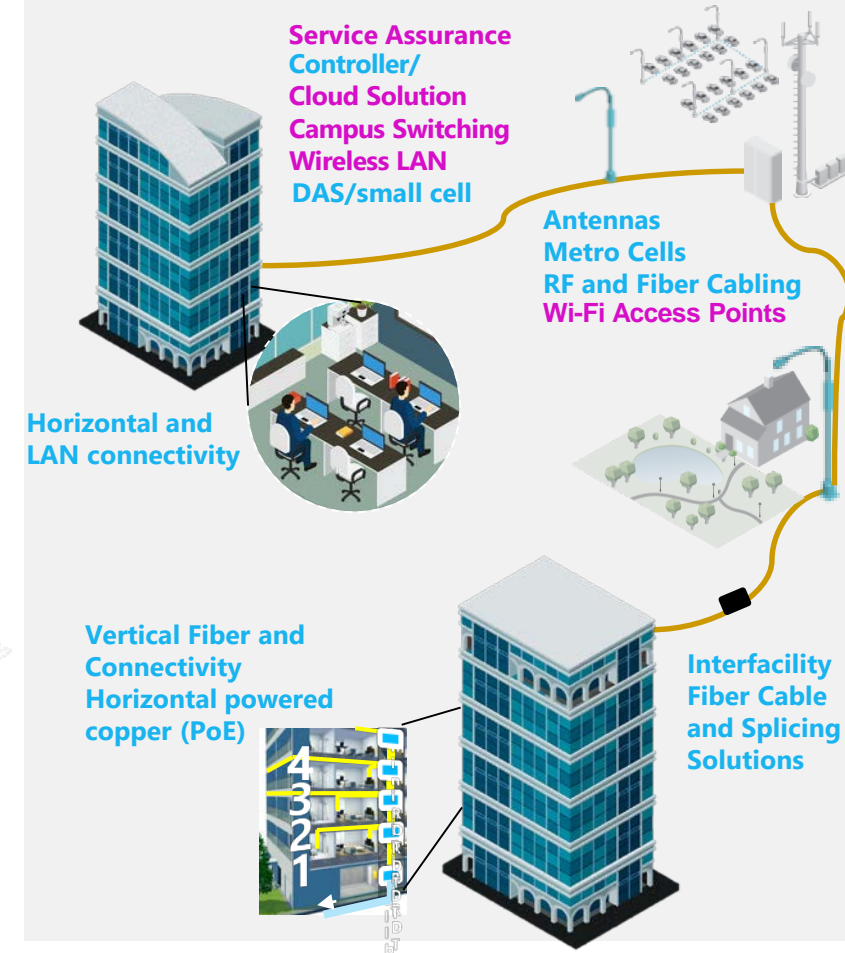 Service Assurance
Controller/
Cloud Solution
Campus Switching
Wireless LAN
DAS/small cell
Antennas
Metro Cells
RF and Fiber Cabling
Wi-Fi Access Points
Horizontal and
LAN connectivity
Vertical Fiber and
Connectivity
Horizontal powered
copper (PoE)
4
3
2
1
Interfacility
Fiber Cable
and Splicing
Solutions